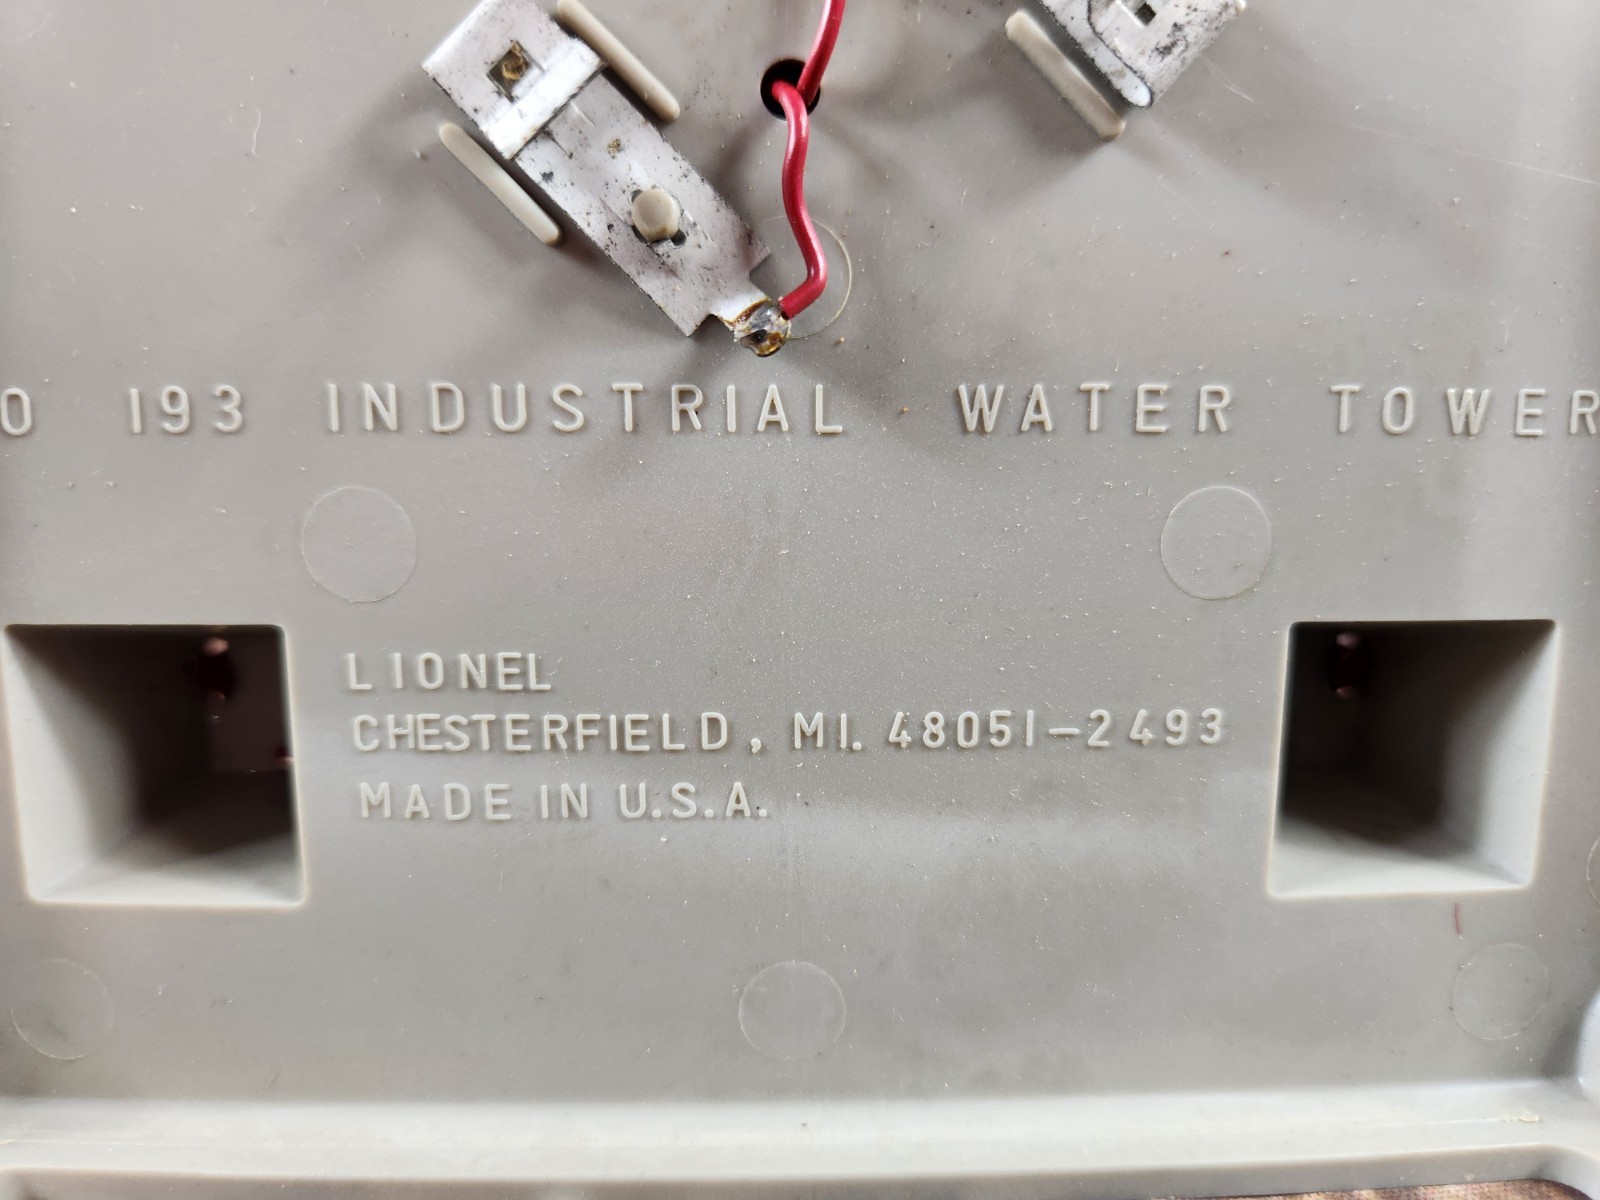 O 193 INDUSTRIAL WATER TOWER
LIONEL
CHESTERFIELD, MI. 48051-2493
MADE IN U.S.A.